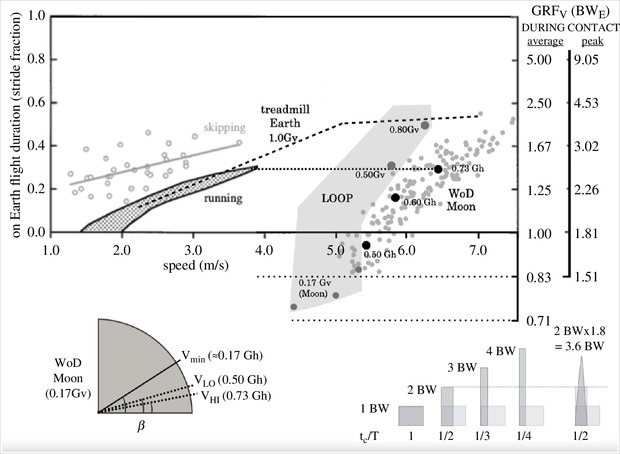 GRFV (BWE)
DURING CONTACT
average peak
on Earth flight duration (stride fraction)
1.0
0.8
0.6
0.4
0.2
0.0
5.00 9.05
2.50 4.53
1.67 3.02
1.25 2.26
1.00 1.81
0.83 1.51
0.71
skipping
treadmill
Earth
1.0Gv
running
0.80Gv
0.50Gv
0.73 Gh
LOOP
0.60 Gh
WoD
Moon
0.50 Gh
0.17 Gv
(Moon)
1.0 2.0 3.0 4.0 5.0 6.0 7.0
speed (m/s)
WoD
Moon
(0.17Gv)
Vmin (≈0.17 Gh)
VLO (0.50 Gh)
VHI (0.73 Gh)
β
2 BWx1.8
= 3.6 BW
4 BW
3 BW
2 BW
1 BW
tc/T 1 1/2 1/3 1/4 1/2